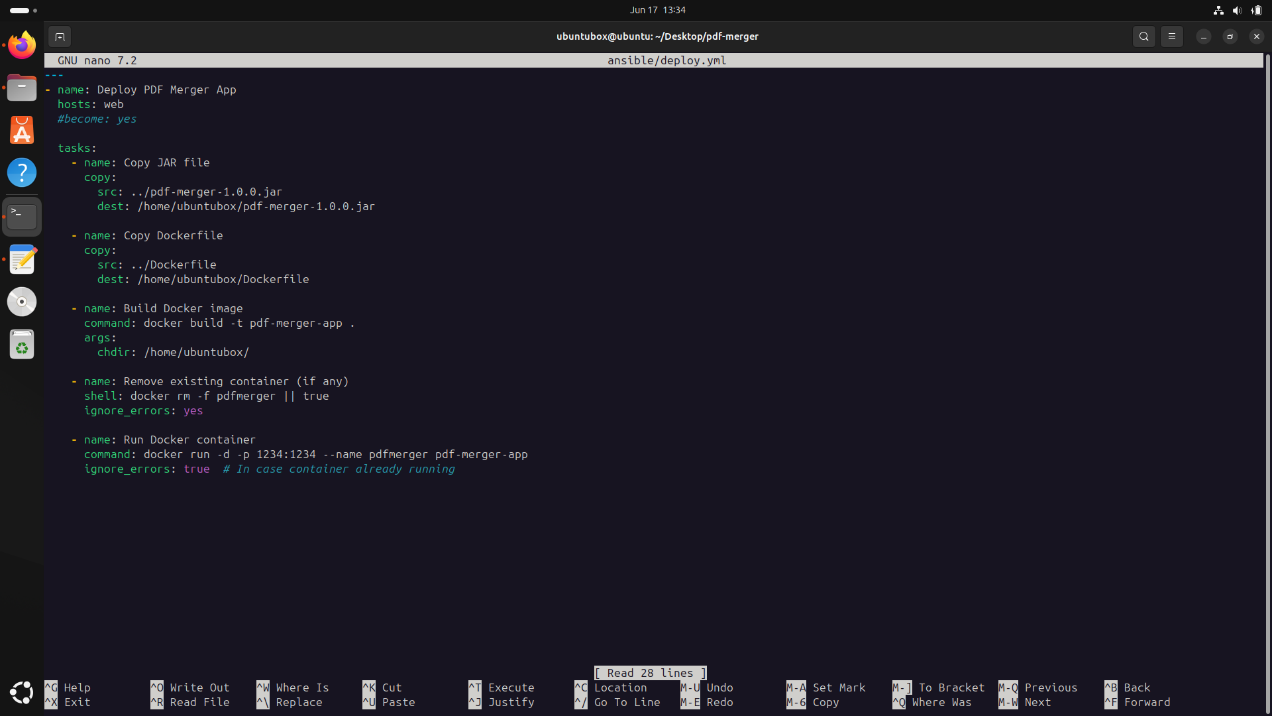 Jun 17 13:34
ubuntubox@ubuntu: ~/Desktop/pdf-merger
GNU nano 7.2 ansible/deploy.yml
---
- name: Deploy PDF Merger App
  hosts: web
  #become: yes

  tasks:
    - name: Copy JAR file
      copy:
        src: ../pdf-merger-1.0.0.jar
        dest: /home/ubuntubox/pdf-merger-1.0.0.jar

    - name: Copy Dockerfile
      copy:
        src: ../Dockerfile
        dest: /home/ubuntubox/Dockerfile

    - name: Build Docker image
      command: docker build -t pdf-merger-app .
      args:
        chdir: /home/ubuntubox/

    - name: Remove existing container (if any)
      shell: docker rm -f pdfmerger || true
      ignore_errors: yes

    - name: Run Docker container
      command: docker run -d -p 1234:1234 --name pdfmerger pdf-merger-app
      ignore_errors: true  # In case container already running

[ Read 28 lines ]
^G Help ^O Write Out ^W Where Is ^K Cut ^T Execute ^C Location M-U Undo M-A Set Mark M-] To Bracket M-Q Previous ^B Back
^X Exit ^R Read File ^\ Replace ^U Paste ^J Justify ^/ Go To Line M-E Redo M-6 Copy ^Q Where Was M-W Next ^F Forward